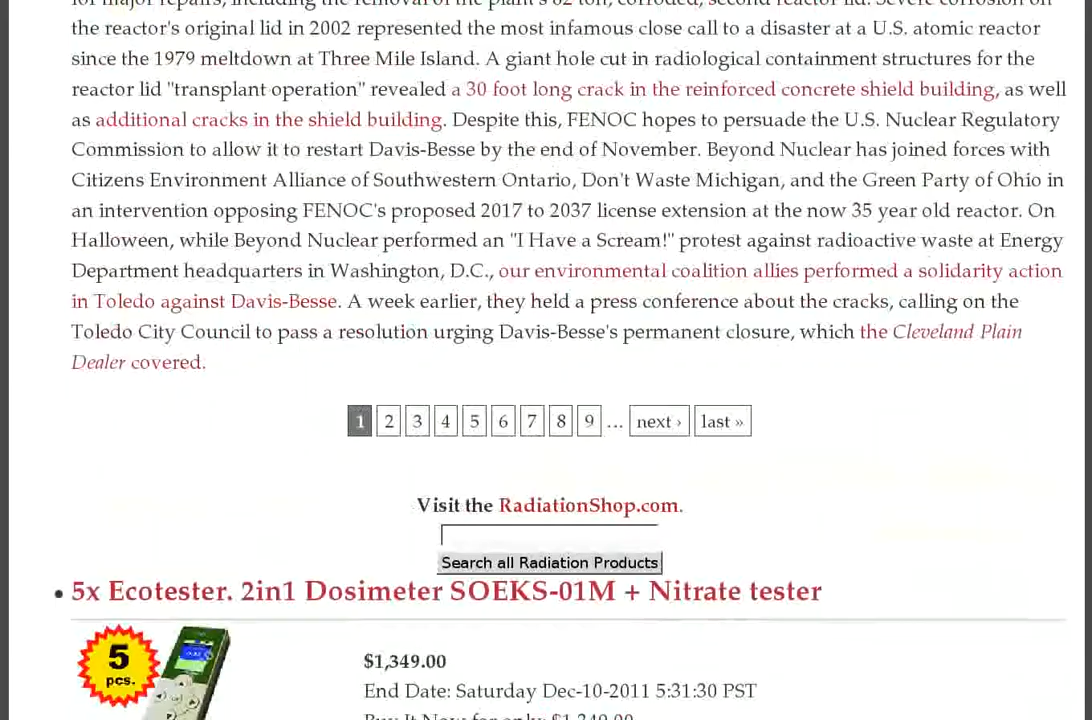 for major repairs, including the removal of the plant's 82 ton, corroded, second reactor lid. Severe corrosion on
the reactor's original lid in 2002 represented the most infamous close call to a disaster at a U.S. atomic reactor
since the 1979 meltdown at Three Mile Island. A giant hole cut in radiological containment structures for the
reactor lid "transplant operation" revealed a 30 foot long crack in the reinforced concrete shield building, as well
as additional cracks in the shield building. Despite this, FENOC hopes to persuade the U.S. Nuclear Regulatory
Commission to allow it to restart Davis-Besse by the end of November. Beyond Nuclear has joined forces with
Citizens Environment Alliance of Southwestern Ontario, Don't Waste Michigan, and the Green Party of Ohio in
an intervention opposing FENOC's proposed 2017 to 2037 license extension at the now 35 year old reactor. On
Halloween, while Beyond Nuclear performed an "I Have a Scream!" protest against radioactive waste at Energy
Department headquarters in Washington, D.C., our environmental coalition allies performed a solidarity action
in Toledo against Davis-Besse. A week earlier, they held a press conference about the cracks, calling on the
Toledo City Council to pass a resolution urging Davis-Besse's permanent closure, which the Cleveland Plain
Dealer covered.
1 2 3 4 5 6 7 8 9 ... next › last »
Visit the RadiationShop.com.
Search all Radiation Products
• 5x Ecotester. 2in1 Dosimeter SOEKS-01M + Nitrate tester
5
pcs.
$1,349.00
End Date: Saturday Dec-10-2011 5:31:30 PST
Buy It Now for only: $1,349.00